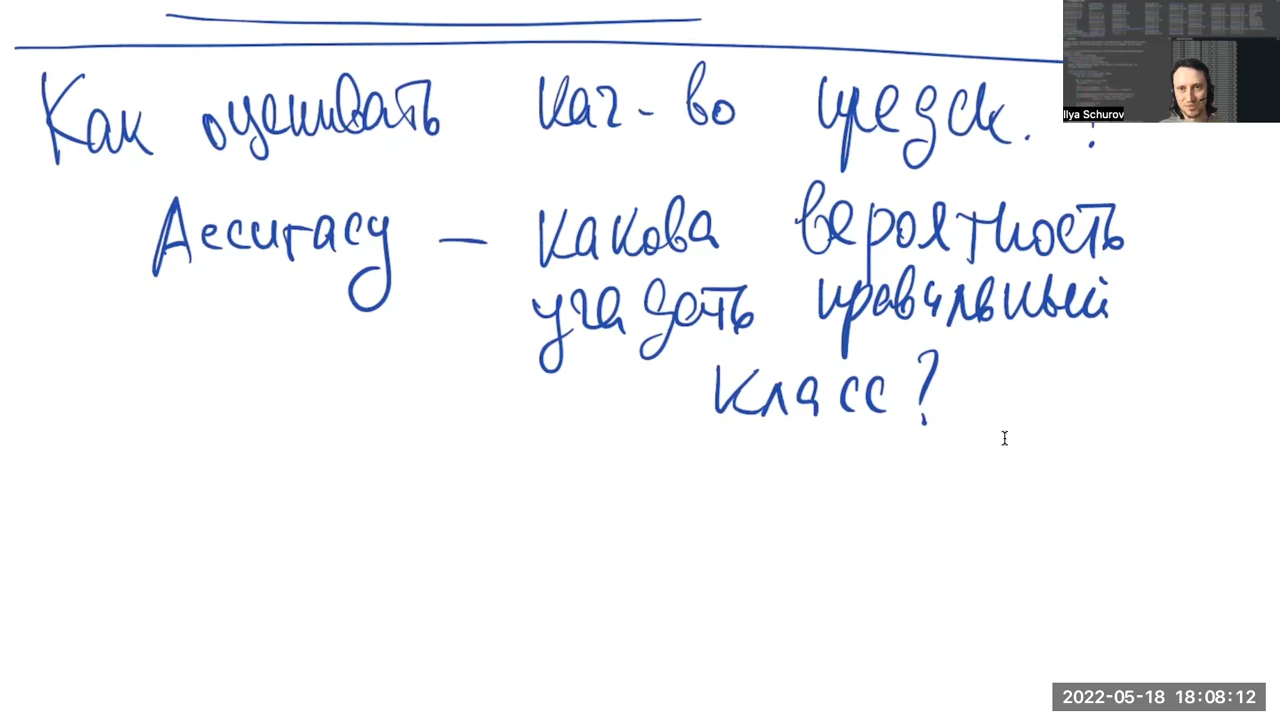 Как оценивать кач-во предск. ?
Accuracy — какова вероятность
угадать правильный
класс?
Ilya Schurov
2022-05-18 18:08:12